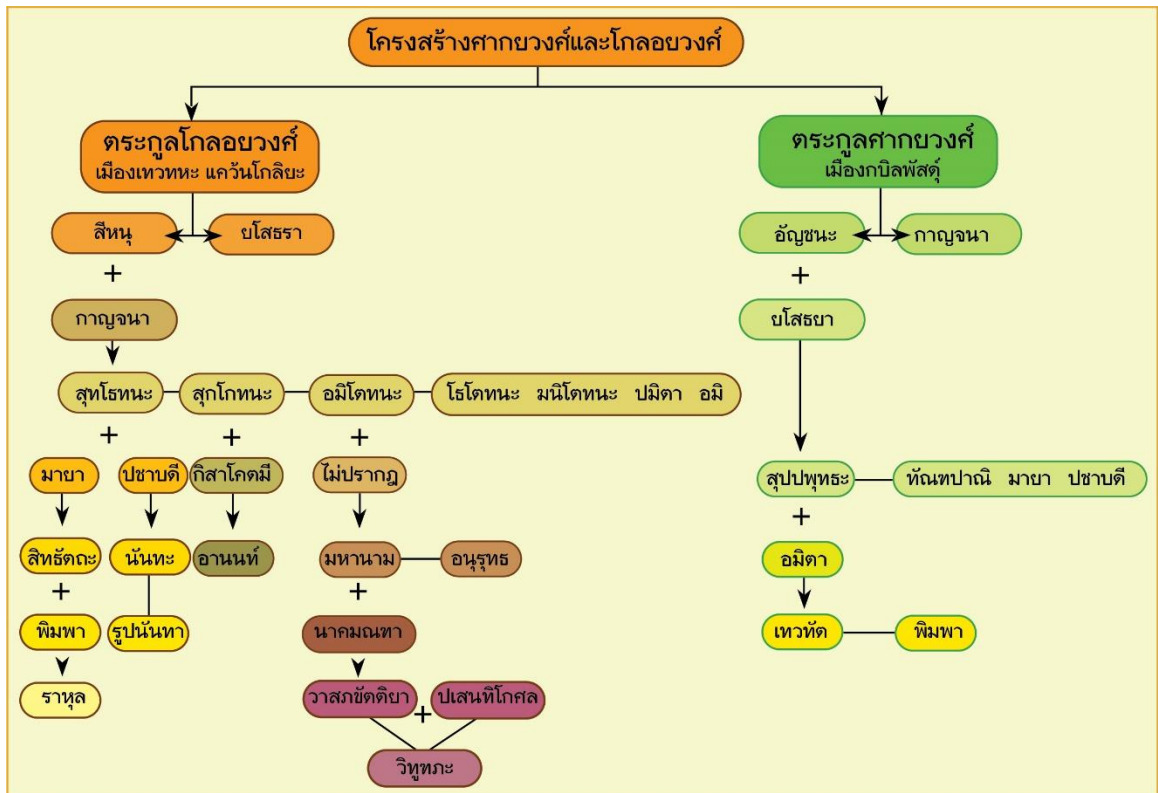 โครงสร้างศากยวงศ์และโกลอยวงศ์
ตระกูลโกลอยวงศ์
เมืองเทวทหะ แคว้นโกลิยะ
ตระกูลศากยวงศ์
เมืองกบิลพัสดุ์
สีหนุ
ยโสธรา
อัญชนะ
กาญจนา
+
+
กาญจนา
ยโสธยา
สุทโธทนะ
สุกโกทนะ
อมิโตทนะ
โธโตทนะ ฆนิโตทนะ ปมิตา อมิ
+
+
+
มายา
ปชาบดี
กิสาโคตมี
ไม่ปรากฎ
สุปปพุทธะ
ทัณฑปาณิ มายา ปชาบดี
+
สิทธัตถะ
นันทะ
อานนท์
มหานาม
อนุรุทธ
อมิตา
+
+
พิมพา
รูปนันทา
นาคมณฑา
เทวทัต
พิมพา
ราหุล
วาสภขัตติยา
+
ปเสนทิโกศล
วิทูฑภะ